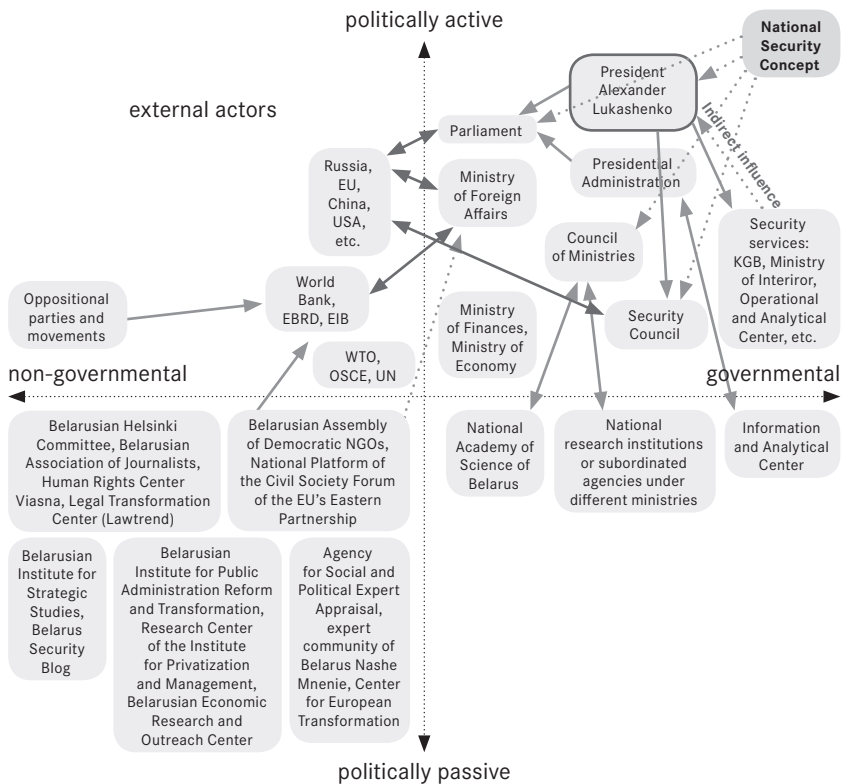 politically active
National
Security
Concept
external actors
President
Alexander
Lukashenko
Indirect influence
Parliament
Presidential
Administration
Russia,
EU,
China,
USA,
etc.
Ministry
of Foreign
Affairs
Council
of Ministries
Security
services:
KGB, Ministry
of Interiror,
Operational
and Analytical
Center, etc.
Oppositional
parties and
movements
World
Bank,
EBRD, EIB
Ministry
of Finances,
Ministry of
Economy
Security
Council
WTO,
OSCE, UN
non-governmental
governmental
Belarusian Helsinki
Committee, Belarusian
Association of Journalists,
Human Rights Center
Viasna, Legal Transformation
Center (Lawtrend)
Belarusian Assembly
of Democratic NGOs,
National Platform of
the Civil Society Forum
of the EU's Eastern
Partnership
National
Academy of
Science of
Belarus
National
research institutions
or subordinated
agencies under
different ministries
Information
and Analytical
Center
Belarusian
Institute for
Strategic
Studies,
Belarus
Security
Blog
Belarusian
Institute for Public
Administration Reform
and Transformation,
Research Center
of the Institute
for Privatization
and Management,
Belarusian Economic
Research and
Outreach Center
Agency
for Social and
Political Expert
Appraisal,
expert
community of
Belarus Nashe
Mnenie, Center
for European
Transformation
politically passive